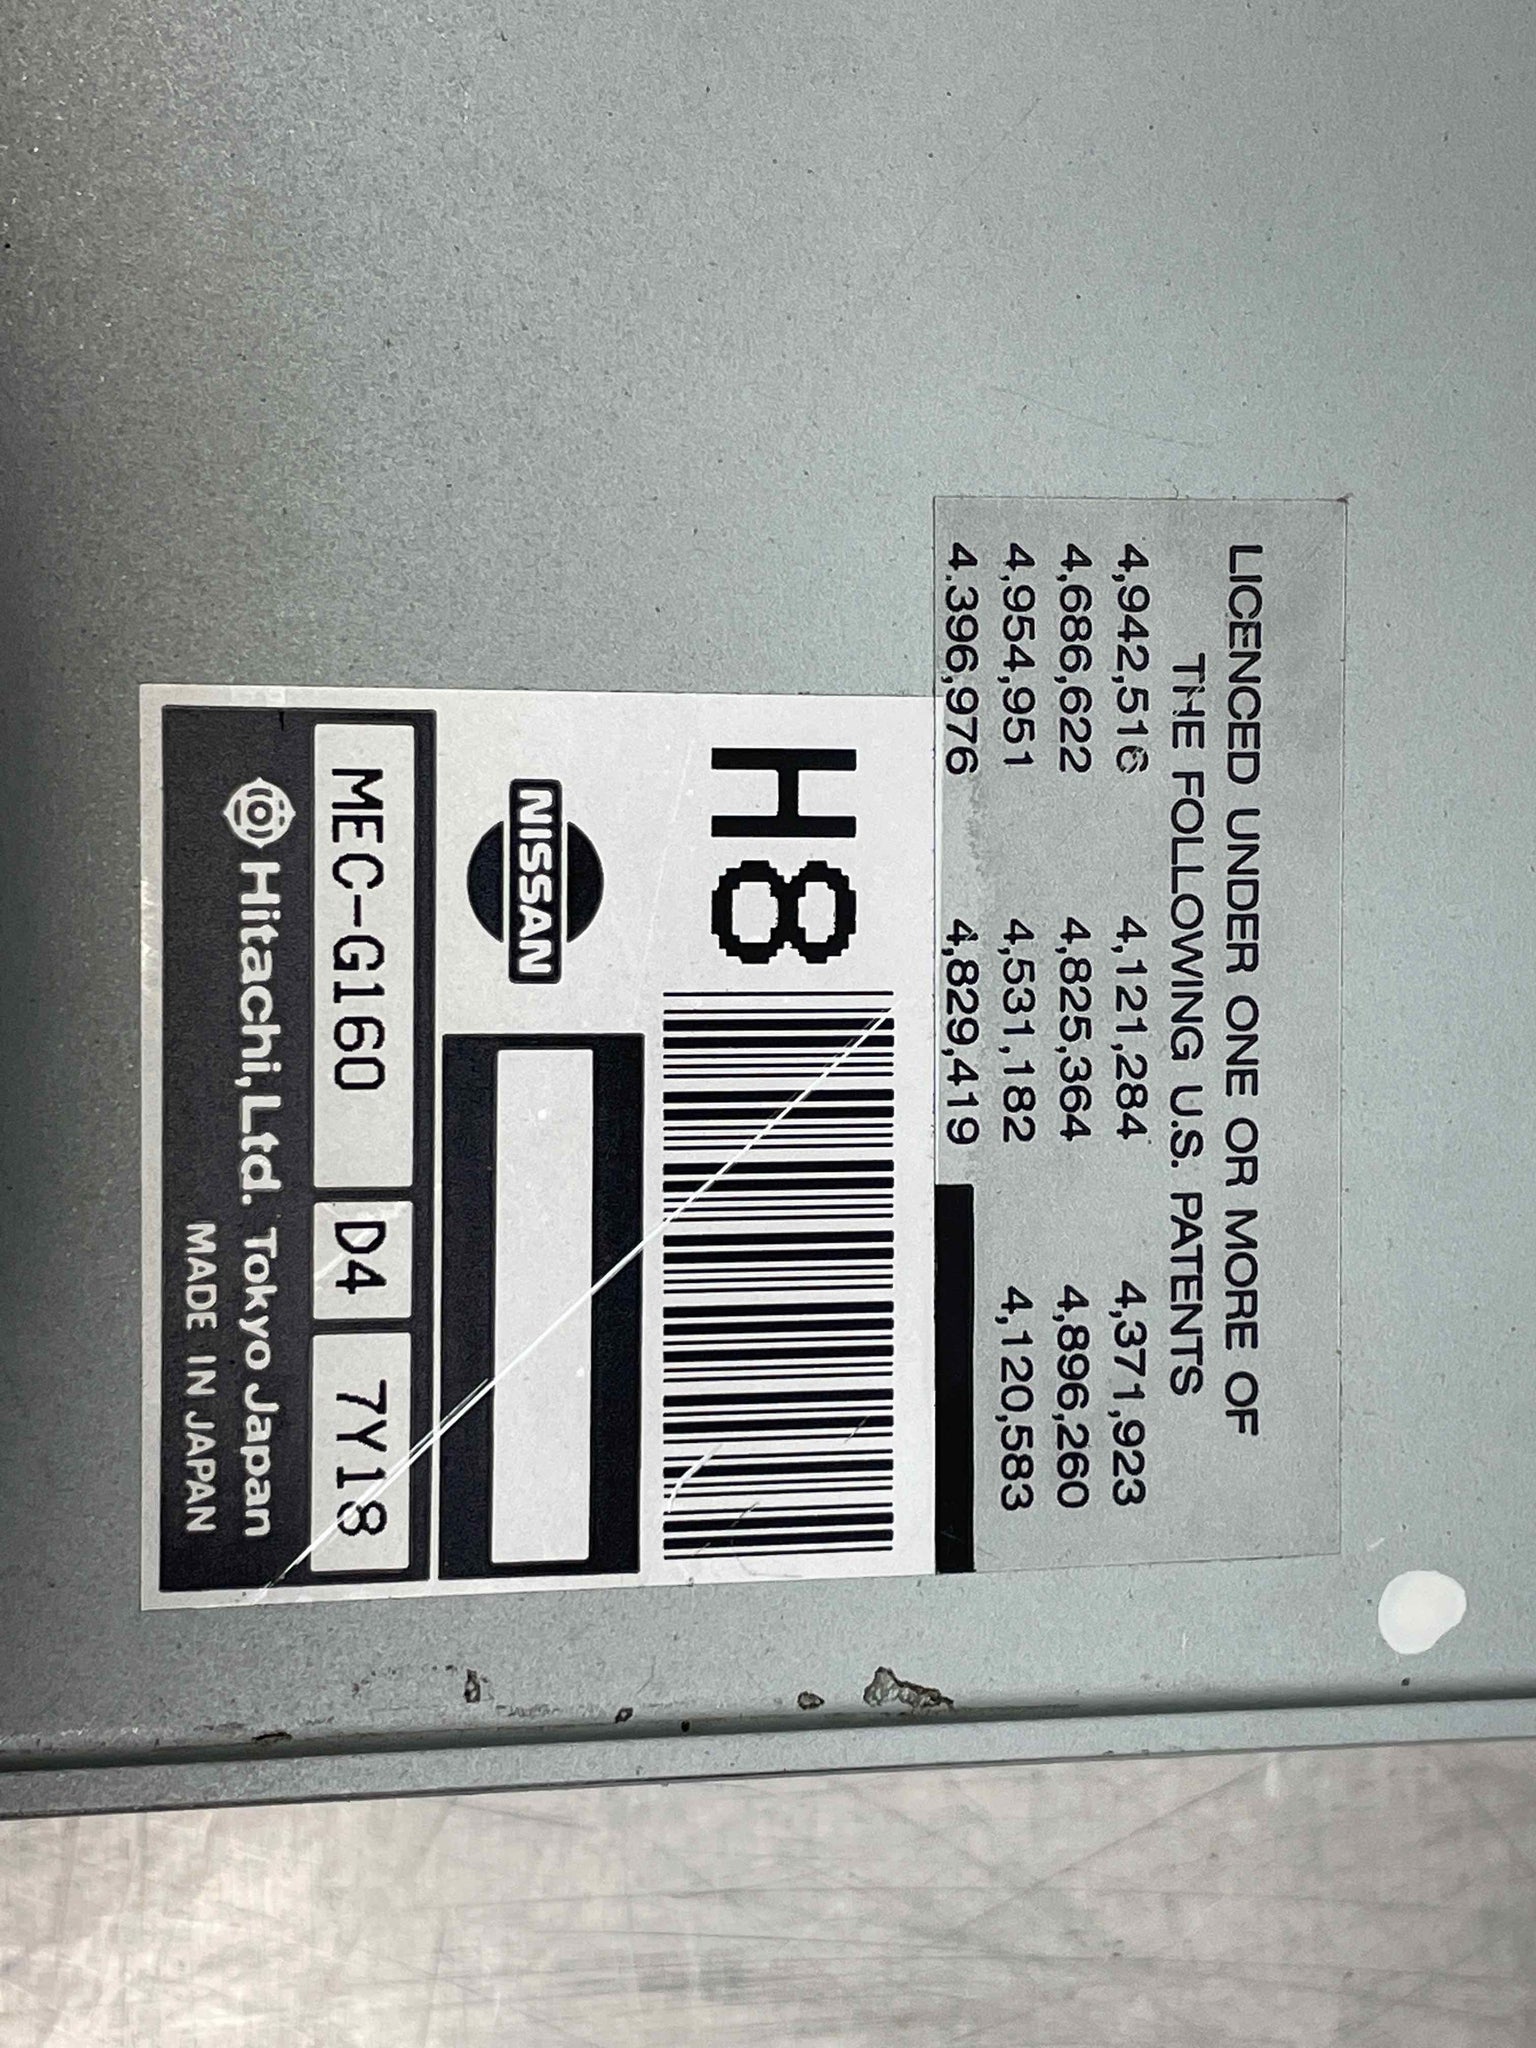 LICENCED UNDER ONE OR MORE OF
THE FOLLOWING U.S. PATENTS
4,942,516 4,121,284 4,371,923
4,686,622 4,825,364 4,896,260
4,954,951 4,531,182 4,120,583
4,396,976 4,829,419
H8
NISSAN
MEC-G160 D4 7Y18
Hitachi,Ltd. Tokyo Japan
MADE IN JAPAN